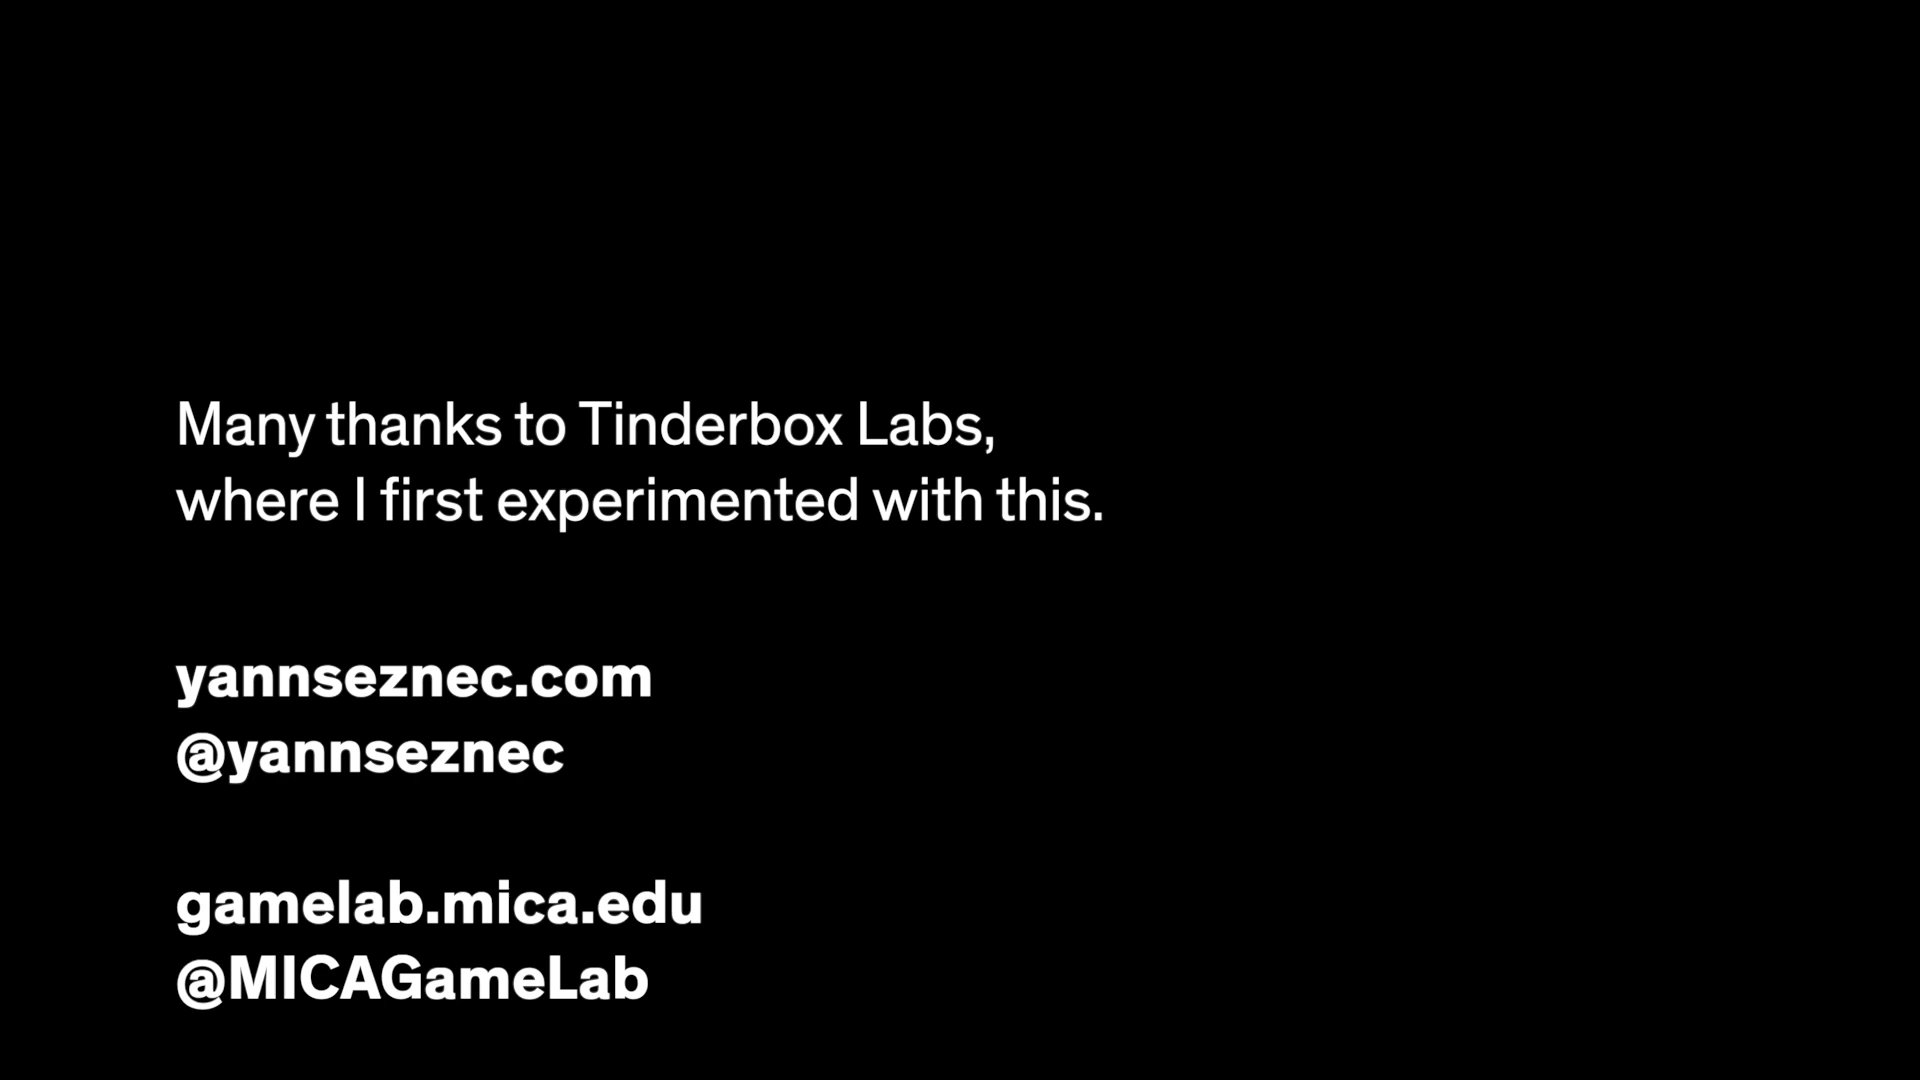 Many thanks to Tinderbox Labs,
where I first experimented with this.
yannseznec.com
@yannseznec
gamelab.mica.edu
@MICAGameLab